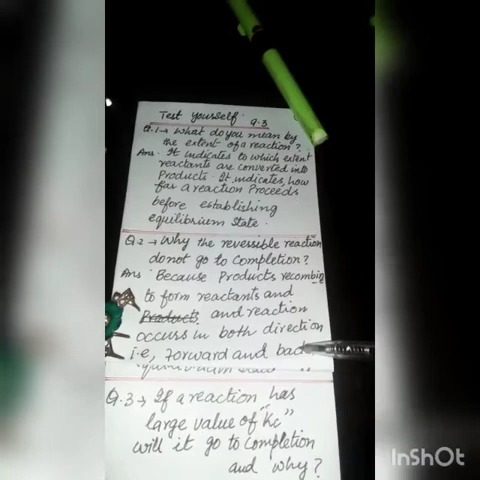 Test yourself 9.3
Q.1→ What do you mean by
the extent of a reaction?
Ans. It indicates to which extent
reactants are converted into
Products. It indicates, how
far a reaction Proceeds
before establishing
equilibrium state.
Q.2→ Why the reversible reaction
do not go to completion?
Ans Because Products recombine
to form reactants and
Products and reaction
occurs in both direction
i.e, Forward and back
Q.3→ If a reaction has
large value of "Kc"
will it go to completion
and why?
InShOt